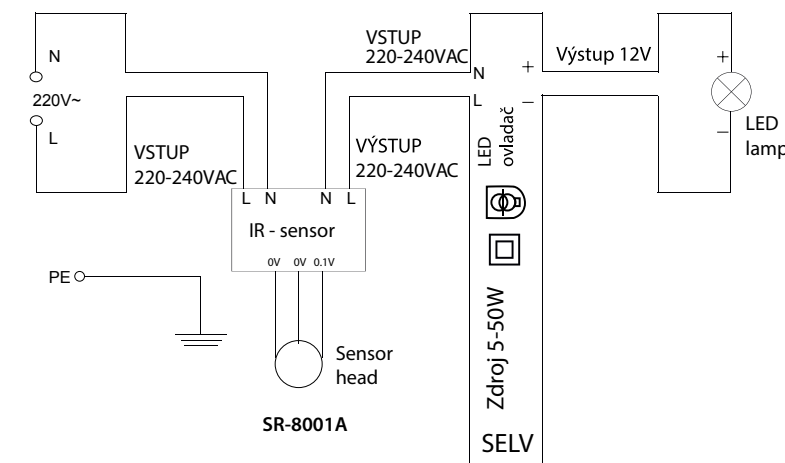 N
220V~
L
VSTUP
220-240VAC
PE
L N N L
IR - sensor
0V 0V 0.1V
Sensor
head
SR-8001A
VSTUP
220-240VAC
VÝSTUP
220-240VAC
N
L
+
–
LED
ovladač
Zdroj 5-50W
SELV
Výstup 12V
+
–
LED
lamp